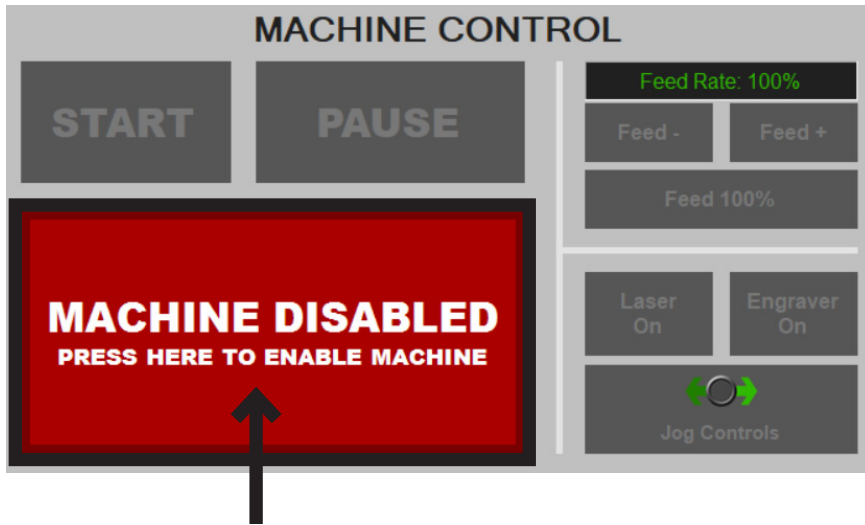 MACHINE CONTROL
START
PAUSE
MACHINE DISABLED
PRESS HERE TO ENABLE MACHINE
Feed Rate: 100%
Feed -
Feed +
Feed 100%
Laser
On
Engraver
On
Jog Controls